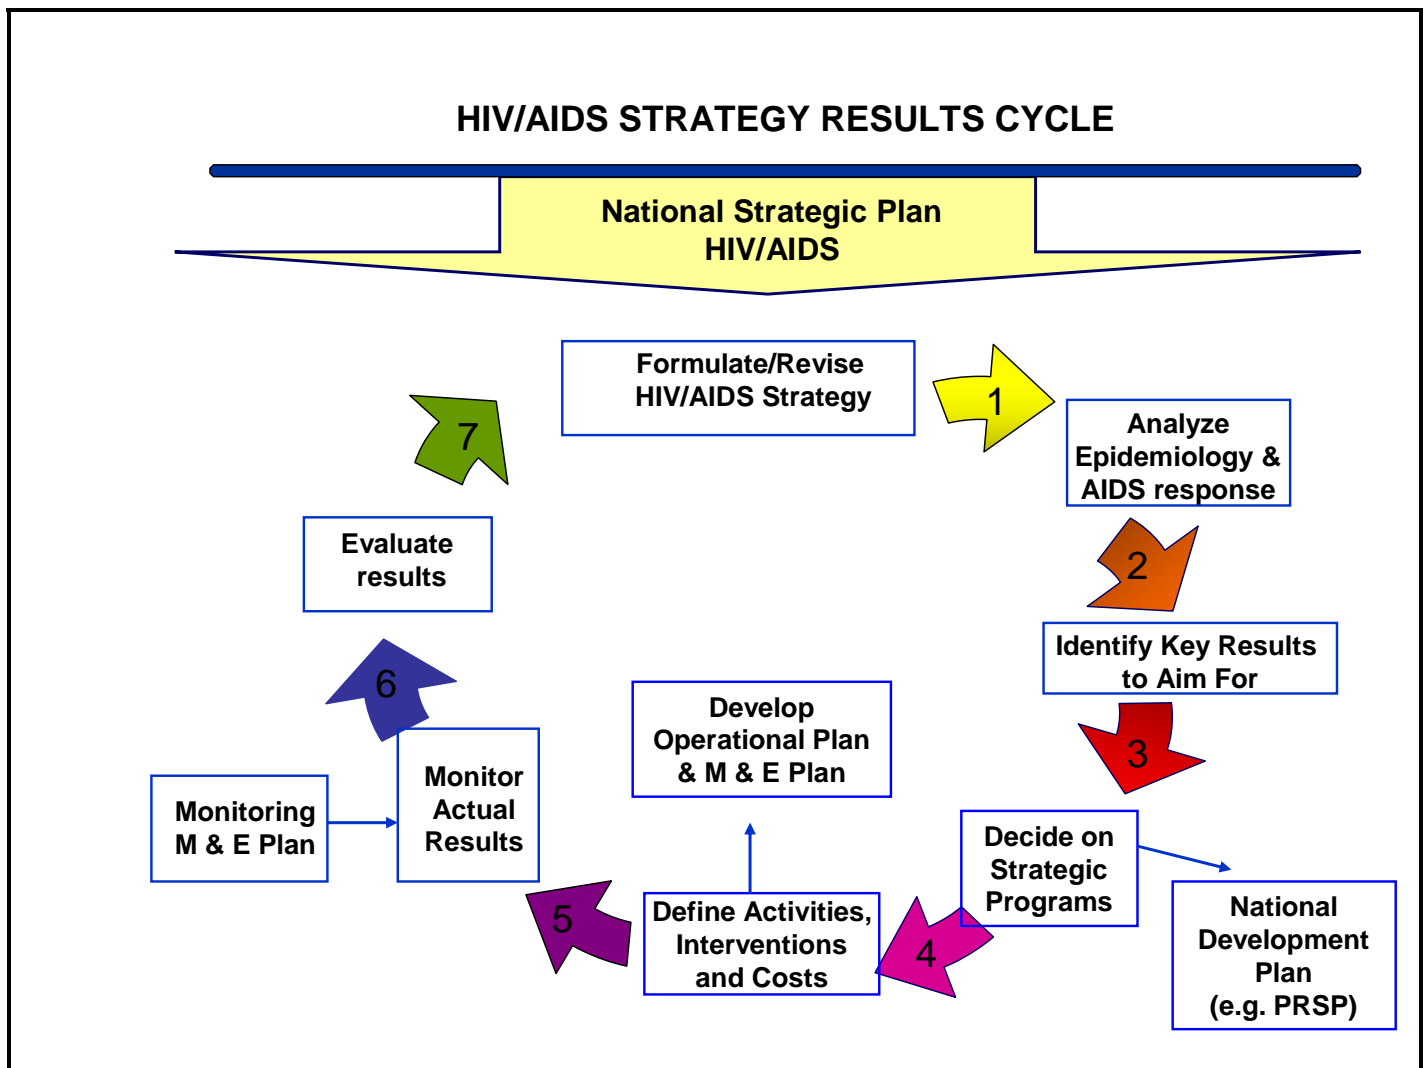 HIV/AIDS STRATEGY RESULTS CYCLE
National Strategic Plan
HIV/AIDS
Formulate/Revise
HIV/AIDS Strategy
1
Analyze
Epidemiology &
AIDS response
2
Identify Key Results
to Aim For
3
Decide on
Strategic
Programs
National
Development
Plan
(e.g. PRSP)
4
Define Activities,
Interventions
and Costs
Develop
Operational Plan
& M & E Plan
5
Monitor
Actual
Results
Monitoring
M & E Plan
6
Evaluate
results
7